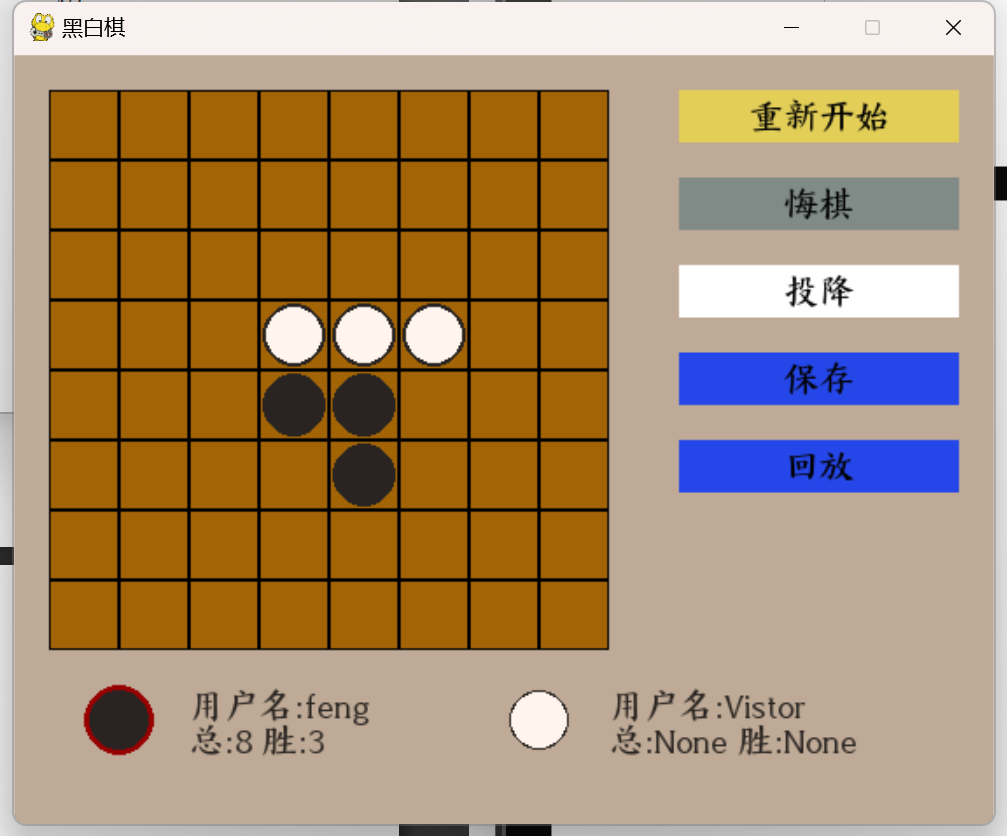 黑白棋
重新开始
悔棋
投降
保存
回放
用户名:feng
总:8 胜:3
用户名:Vistor
总:None 胜:None